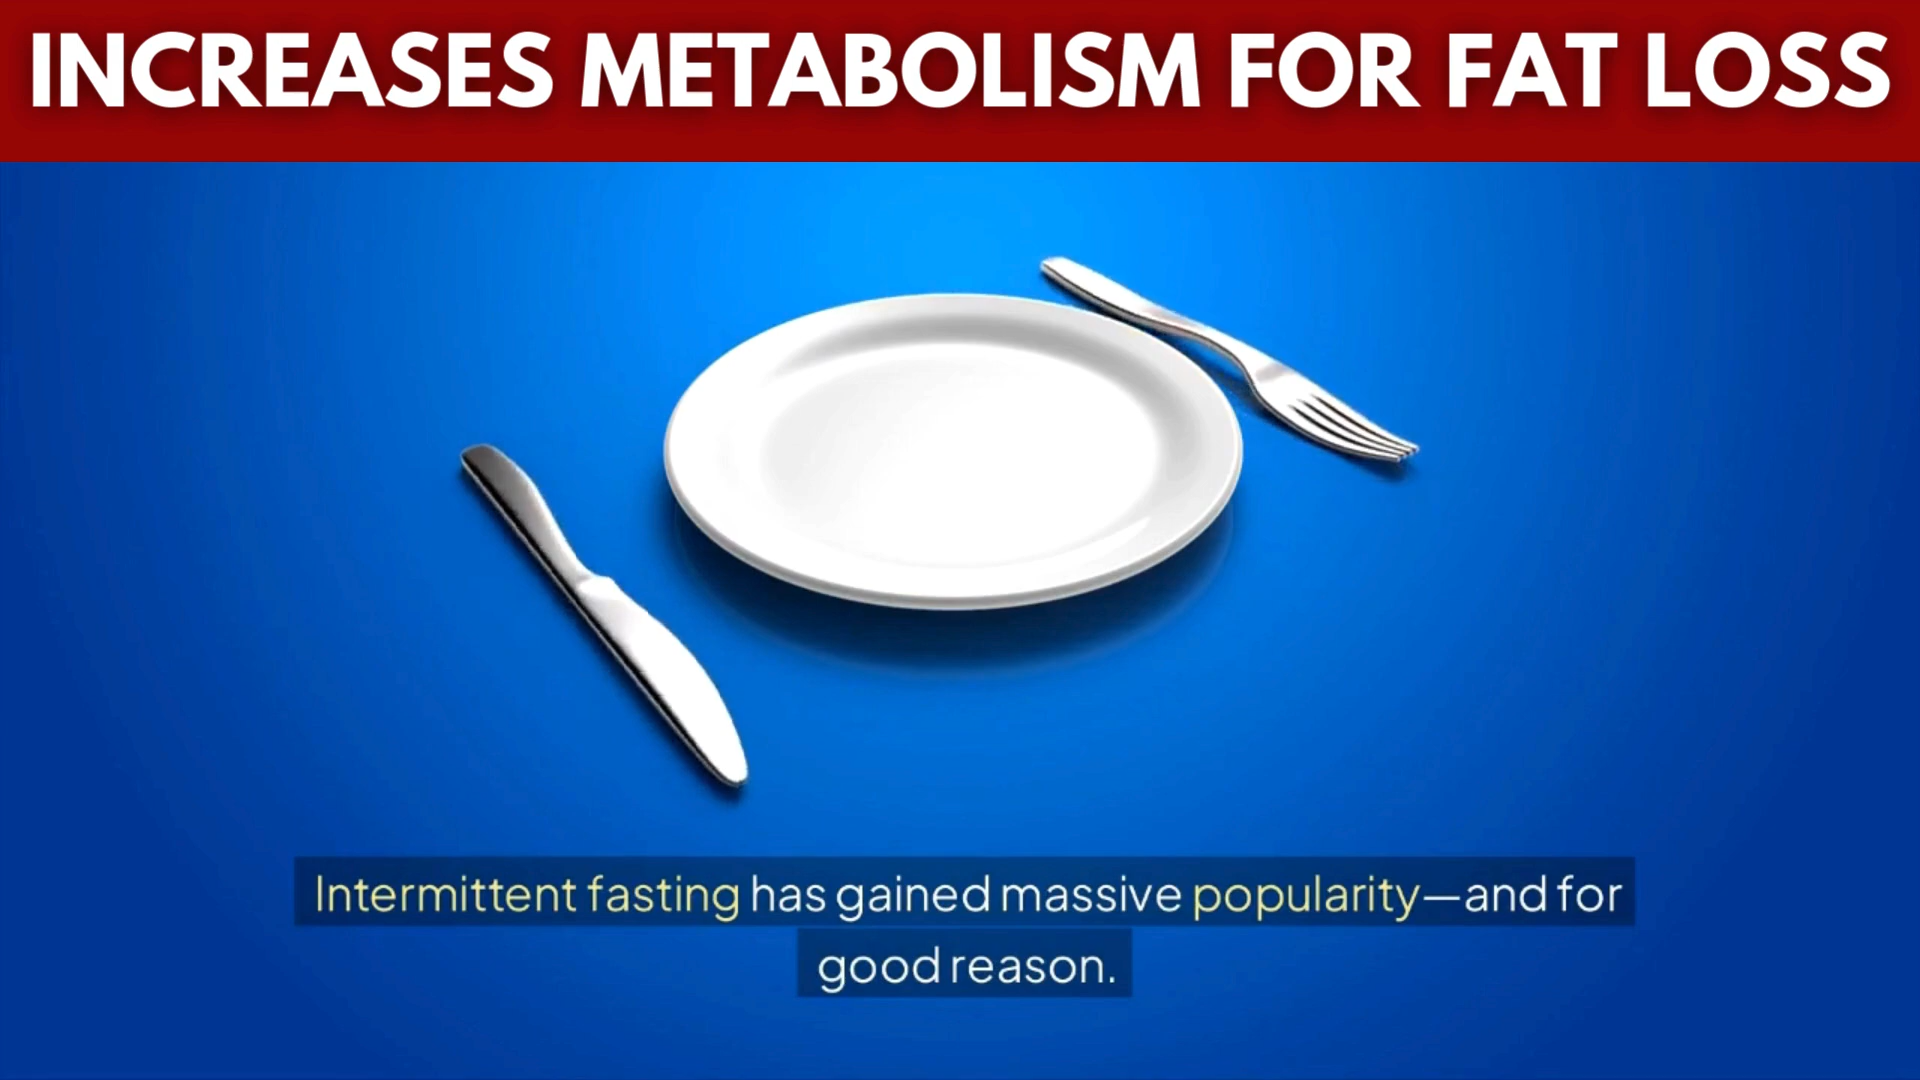 INCREASES METABOLISM FOR FAT LOSS
Intermittent fasting has gained massive popularity—and for
good reason.